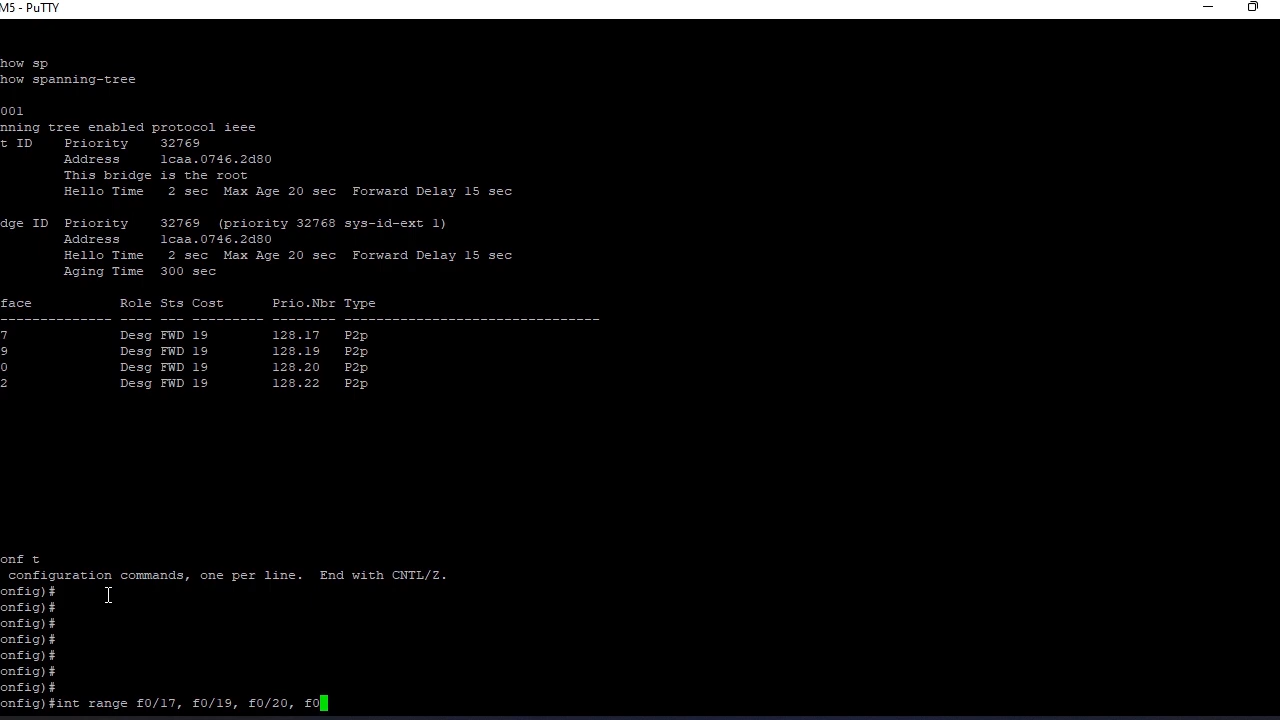 M5 - PuTTY
how sp
how spanning-tree
001
nning tree enabled protocol ieee
t ID    Priority    32769
        Address     1caa.0746.2d80
        This bridge is the root
        Hello Time   2 sec  Max Age 20 sec  Forward Delay 15 sec
dge ID  Priority    32769  (priority 32768 sys-id-ext 1)
        Address     1caa.0746.2d80
        Hello Time   2 sec  Max Age 20 sec  Forward Delay 15 sec
        Aging Time  300 sec
face           Role Sts Cost      Prio.Nbr Type
-------------- ---- --- --------- -------- --------------------------------
7              Desg FWD 19        128.17   P2p
9              Desg FWD 19        128.19   P2p
0              Desg FWD 19        128.20   P2p
2              Desg FWD 19        128.22   P2p
onf t
 configuration commands, one per line.  End with CNTL/Z.
onfig)#
onfig)#
onfig)#
onfig)#
onfig)#
onfig)#
onfig)#
onfig)#int range f0/17, f0/19, f0/20, f0